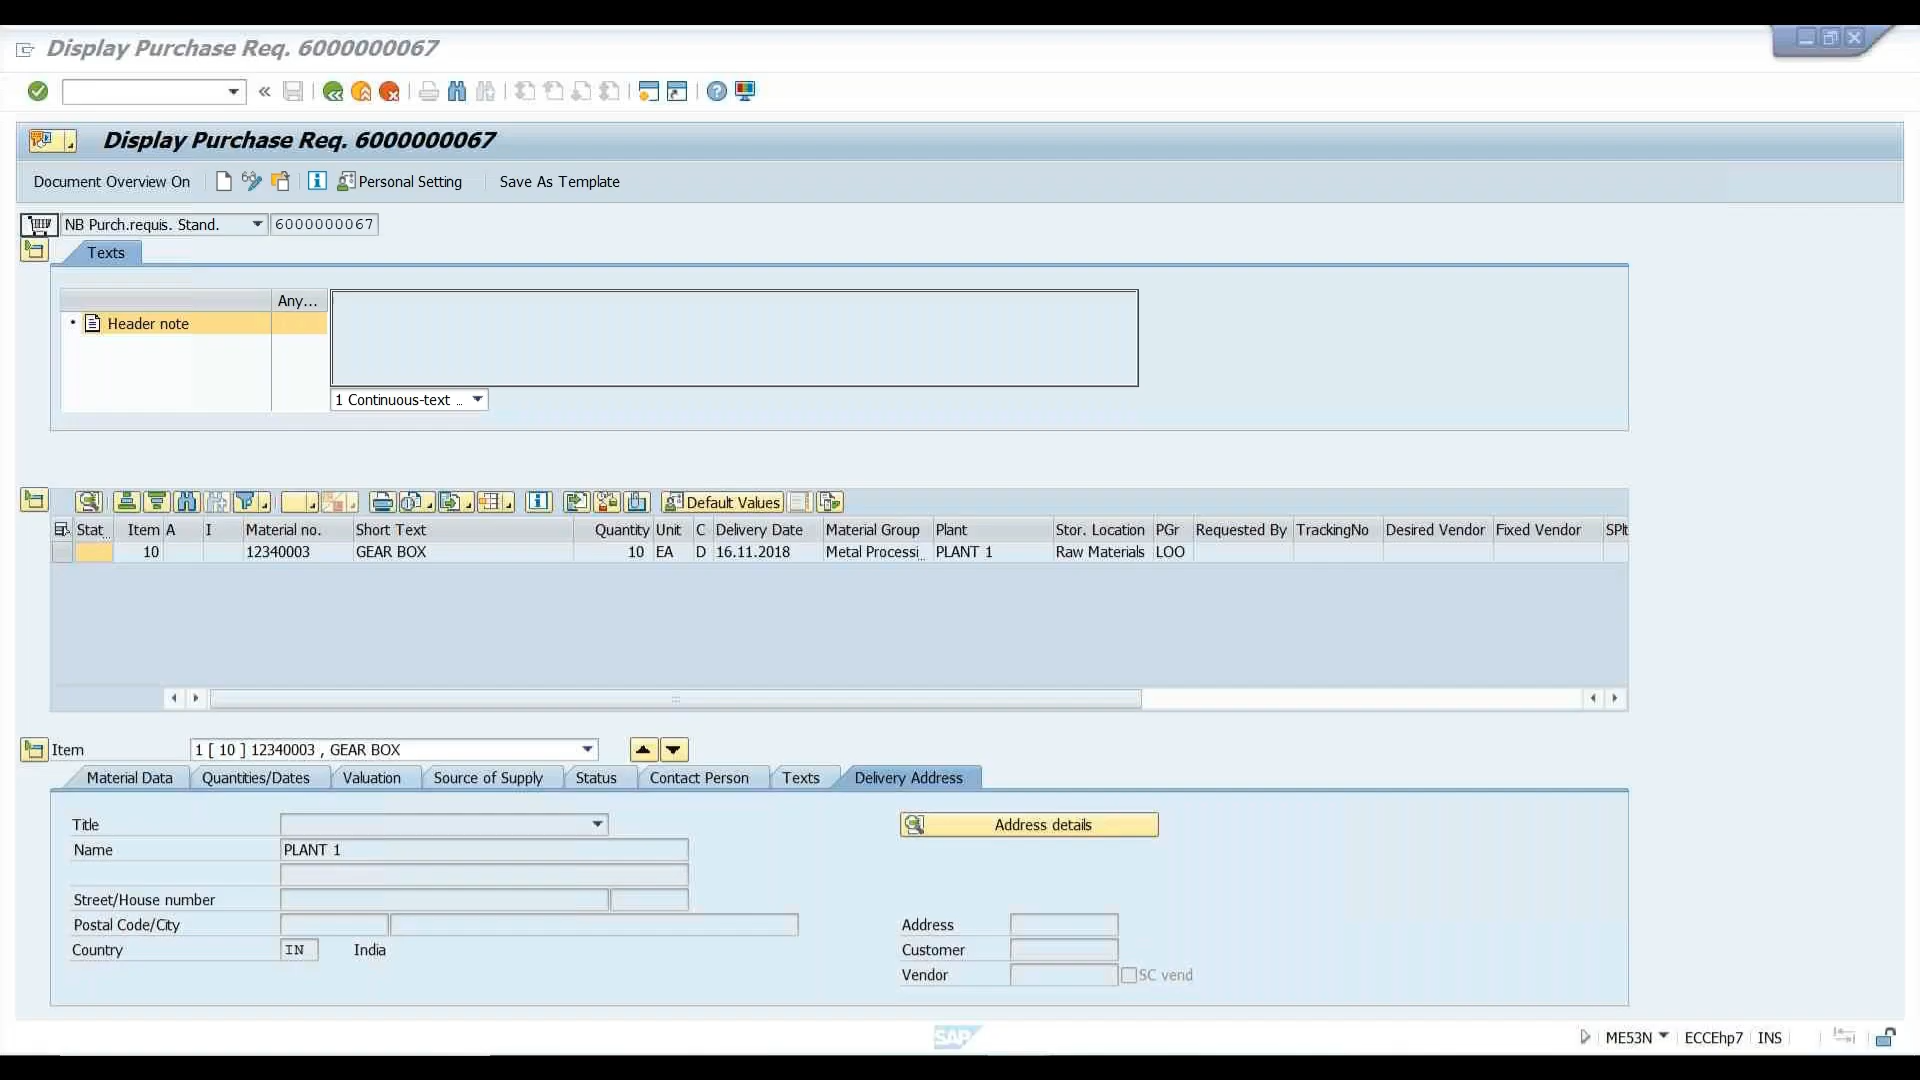 Display Purchase Req. 6000000067
Display Purchase Req. 6000000067
Document Overview On Personal Setting Save As Template
NB Purch.requis. Stand. 6000000067
Texts
Any...
Header note
1 Continuous-text ..
Default Values
Stat Item A I Material no. Short Text Quantity Unit C Delivery Date Material Group Plant Stor. Location PGr Requested By TrackingNo Desired Vendor Fixed Vendor SPlt
10 12340003 GEAR BOX 10 EA D 16.11.2018 Metal Processi PLANT 1 Raw Materials LOO
Item 1 [ 10 ] 12340003 , GEAR BOX
Material Data Quantities/Dates Valuation Source of Supply Status Contact Person Texts Delivery Address
Title Address details
Name PLANT 1
Street/House number
Postal Code/City Address
Country IN India Customer
Vendor SC vend
SAP ME53N ECCEhp7 INS